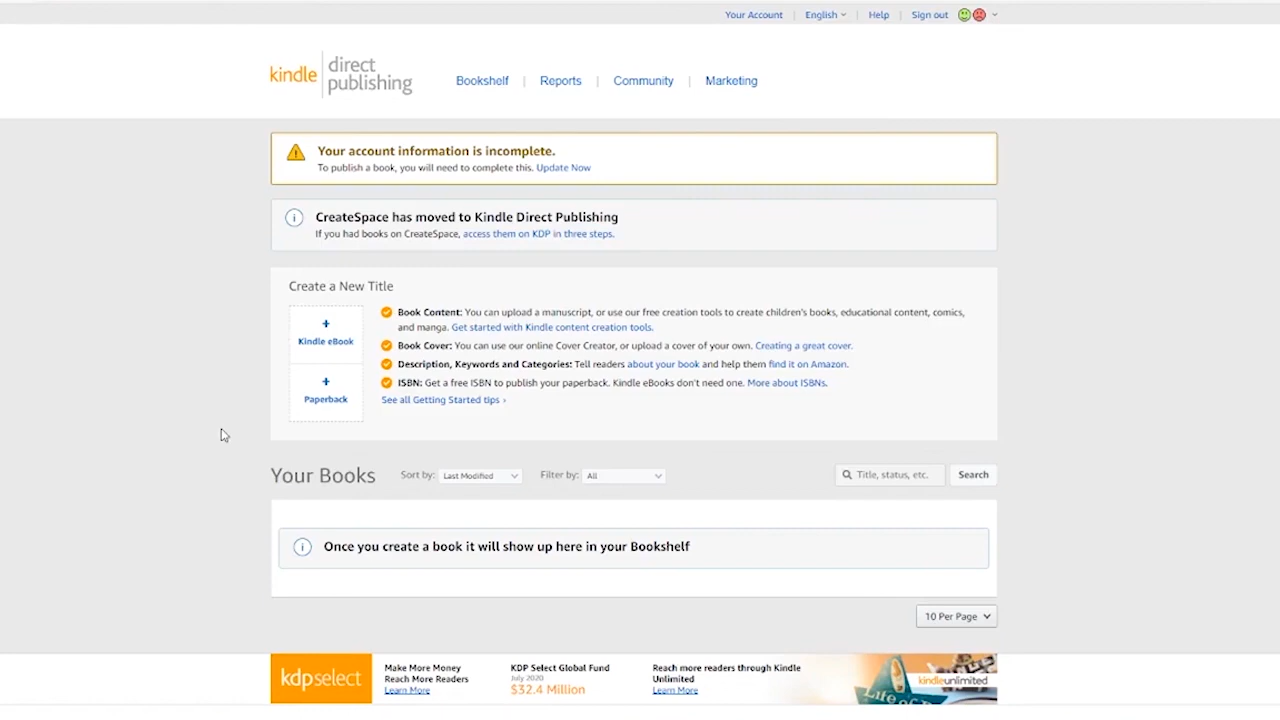 Your Account | English | Help | Sign out
kindle direct publishing
Bookshelf | Reports | Community | Marketing
Your account information is incomplete.
To publish a book, you will need to complete this. Update Now
CreateSpace has moved to Kindle Direct Publishing
If you had books on CreateSpace, access them on KDP in three steps.
Create a New Title
+
Kindle eBook
+
Paperback
Book Content: You can upload a manuscript, or use our free creation tools to create children's books, educational content, comics,
and manga. Get started with Kindle content creation tools.
Book Cover: You can use our online Cover Creator, or upload a cover of your own. Creating a great cover.
Description, Keywords and Categories: Tell readers about your book and help them find it on Amazon.
ISBN: Get a free ISBN to publish your paperback. Kindle eBooks don't need one. More about ISBNs.
See all Getting Started tips ›
Your Books Sort by: Last Modified Filter by: All Title, status, etc. Search
Once you create a book it will show up here in your Bookshelf
10 Per Page
kdpselect
Make More Money
Reach More Readers
Learn More
KDP Select Global Fund
July 2020
$32.4 Million
Reach more readers through Kindle
Unlimited
Learn More
Life of
kindleunlimited